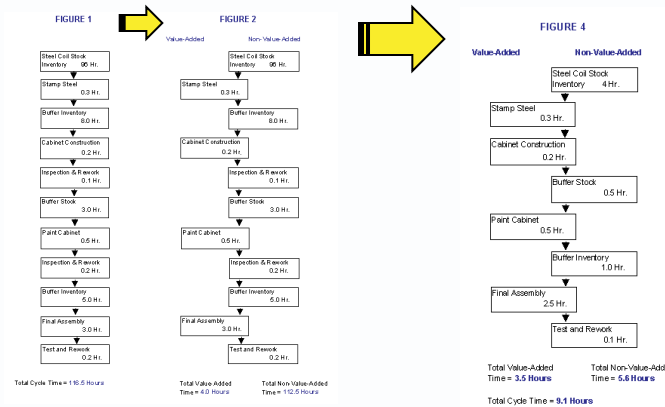 FIGURE 1
Steel Coil Stock
Inventory 96 Hr.
Stamp Steel
0.3 Hr.
Buffer Inventory
8.0 Hr.
Cabinet Construction
0.2 Hr.
Inspection & Rework
0.1 Hr.
Buffer Stock
3.0 Hr.
Paint Cabinet
0.5 Hr.
Inspection & Rework
0.2 Hr.
Buffer Inventory
5.0 Hr.
Final Assembly
3.0 Hr.
Test and Rework
0.2 Hr.
Total Cycle Time = 116.5 Hours
FIGURE 2
Value-Added Non-Value-Added
Steel Coil Stock
Inventory 96 Hr.
Stamp Steel
0.3 Hr.
Buffer Inventory
8.0 Hr.
Cabinet Construction
0.2 Hr.
Inspection & Rework
0.1 Hr.
Buffer Stock
3.0 Hr.
Paint Cabinet
0.5 Hr.
Inspection & Rework
0.2 Hr.
Buffer Inventory
5.0 Hr.
Final Assembly
3.0 Hr.
Test and Rework
0.2 Hr.
Total Value Added Total Non-Value-Added
Time = 4.0 Hours Time = 112.5 Hours
FIGURE 4
Value-Added Non-Value-Added
Steel Coil Stock
Inventory 4 Hr.
Stamp Steel
0.3 Hr.
Cabinet Construction
0.2 Hr.
Buffer Stock
0.5 Hr.
Paint Cabinet
0.5 Hr.
Buffer Inventory
1.0 Hr.
Final Assembly
2.5 Hr.
Test and Rework
0.1 Hr.
Total Value-Added Total Non-Value-Add
Time = 3.5 Hours Time = 5.6 Hours
Total Cycle Time = 9.1 Hours